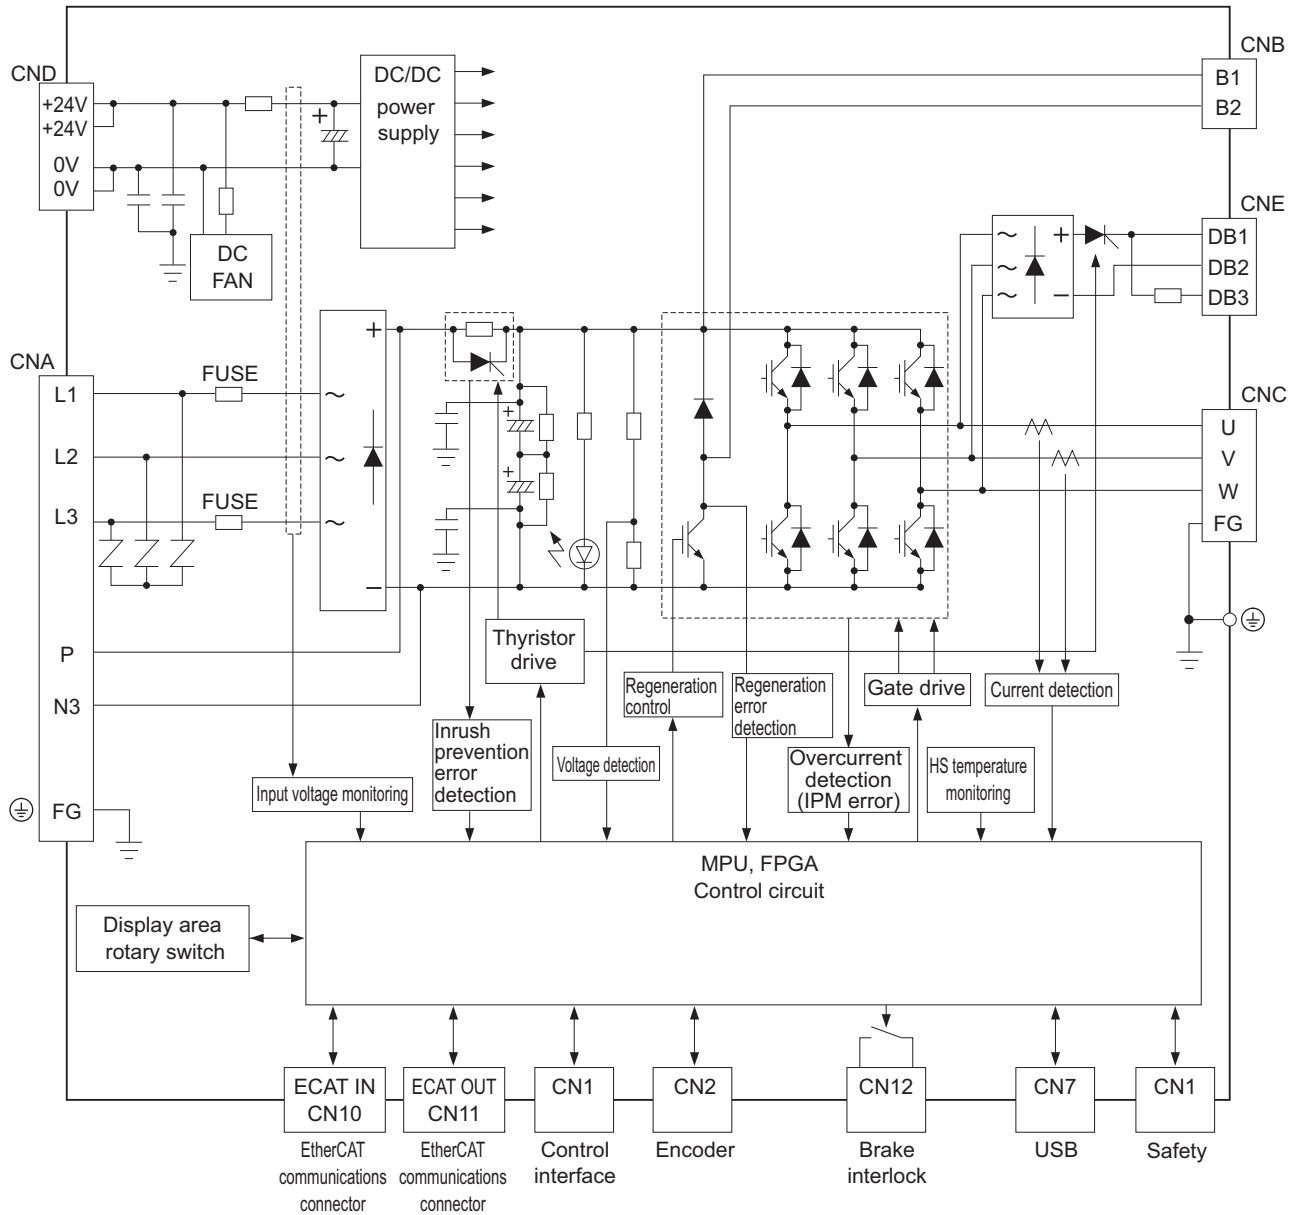 CND
+24V
+24V
0V
0V
DC
FAN
+
DC/DC
power
supply
CNB
B1
B2
CNE
DB1
DB2
DB3
~
~
~
+
−
CNA
L1
L2
L3
FUSE
FUSE
~
~
~
+
−
+
+
CNC
U
V
W
FG
P
N3
FG
Thyristor
drive
Regeneration
control
Regeneration
error
detection
Gate drive
Current detection
Inrush
prevention
error
detection
Voltage detection
Overcurrent
detection
(IPM error)
HS temperature
monitoring
Input voltage monitoring
MPU, FPGA
Control circuit
Display area
rotary switch
ECAT IN
CN10
ECAT OUT
CN11
CN1
CN2
CN12
CN7
CN1
EtherCAT
communications
connector
EtherCAT
communications
connector
Control
interface
Encoder
Brake
interlock
USB
Safety